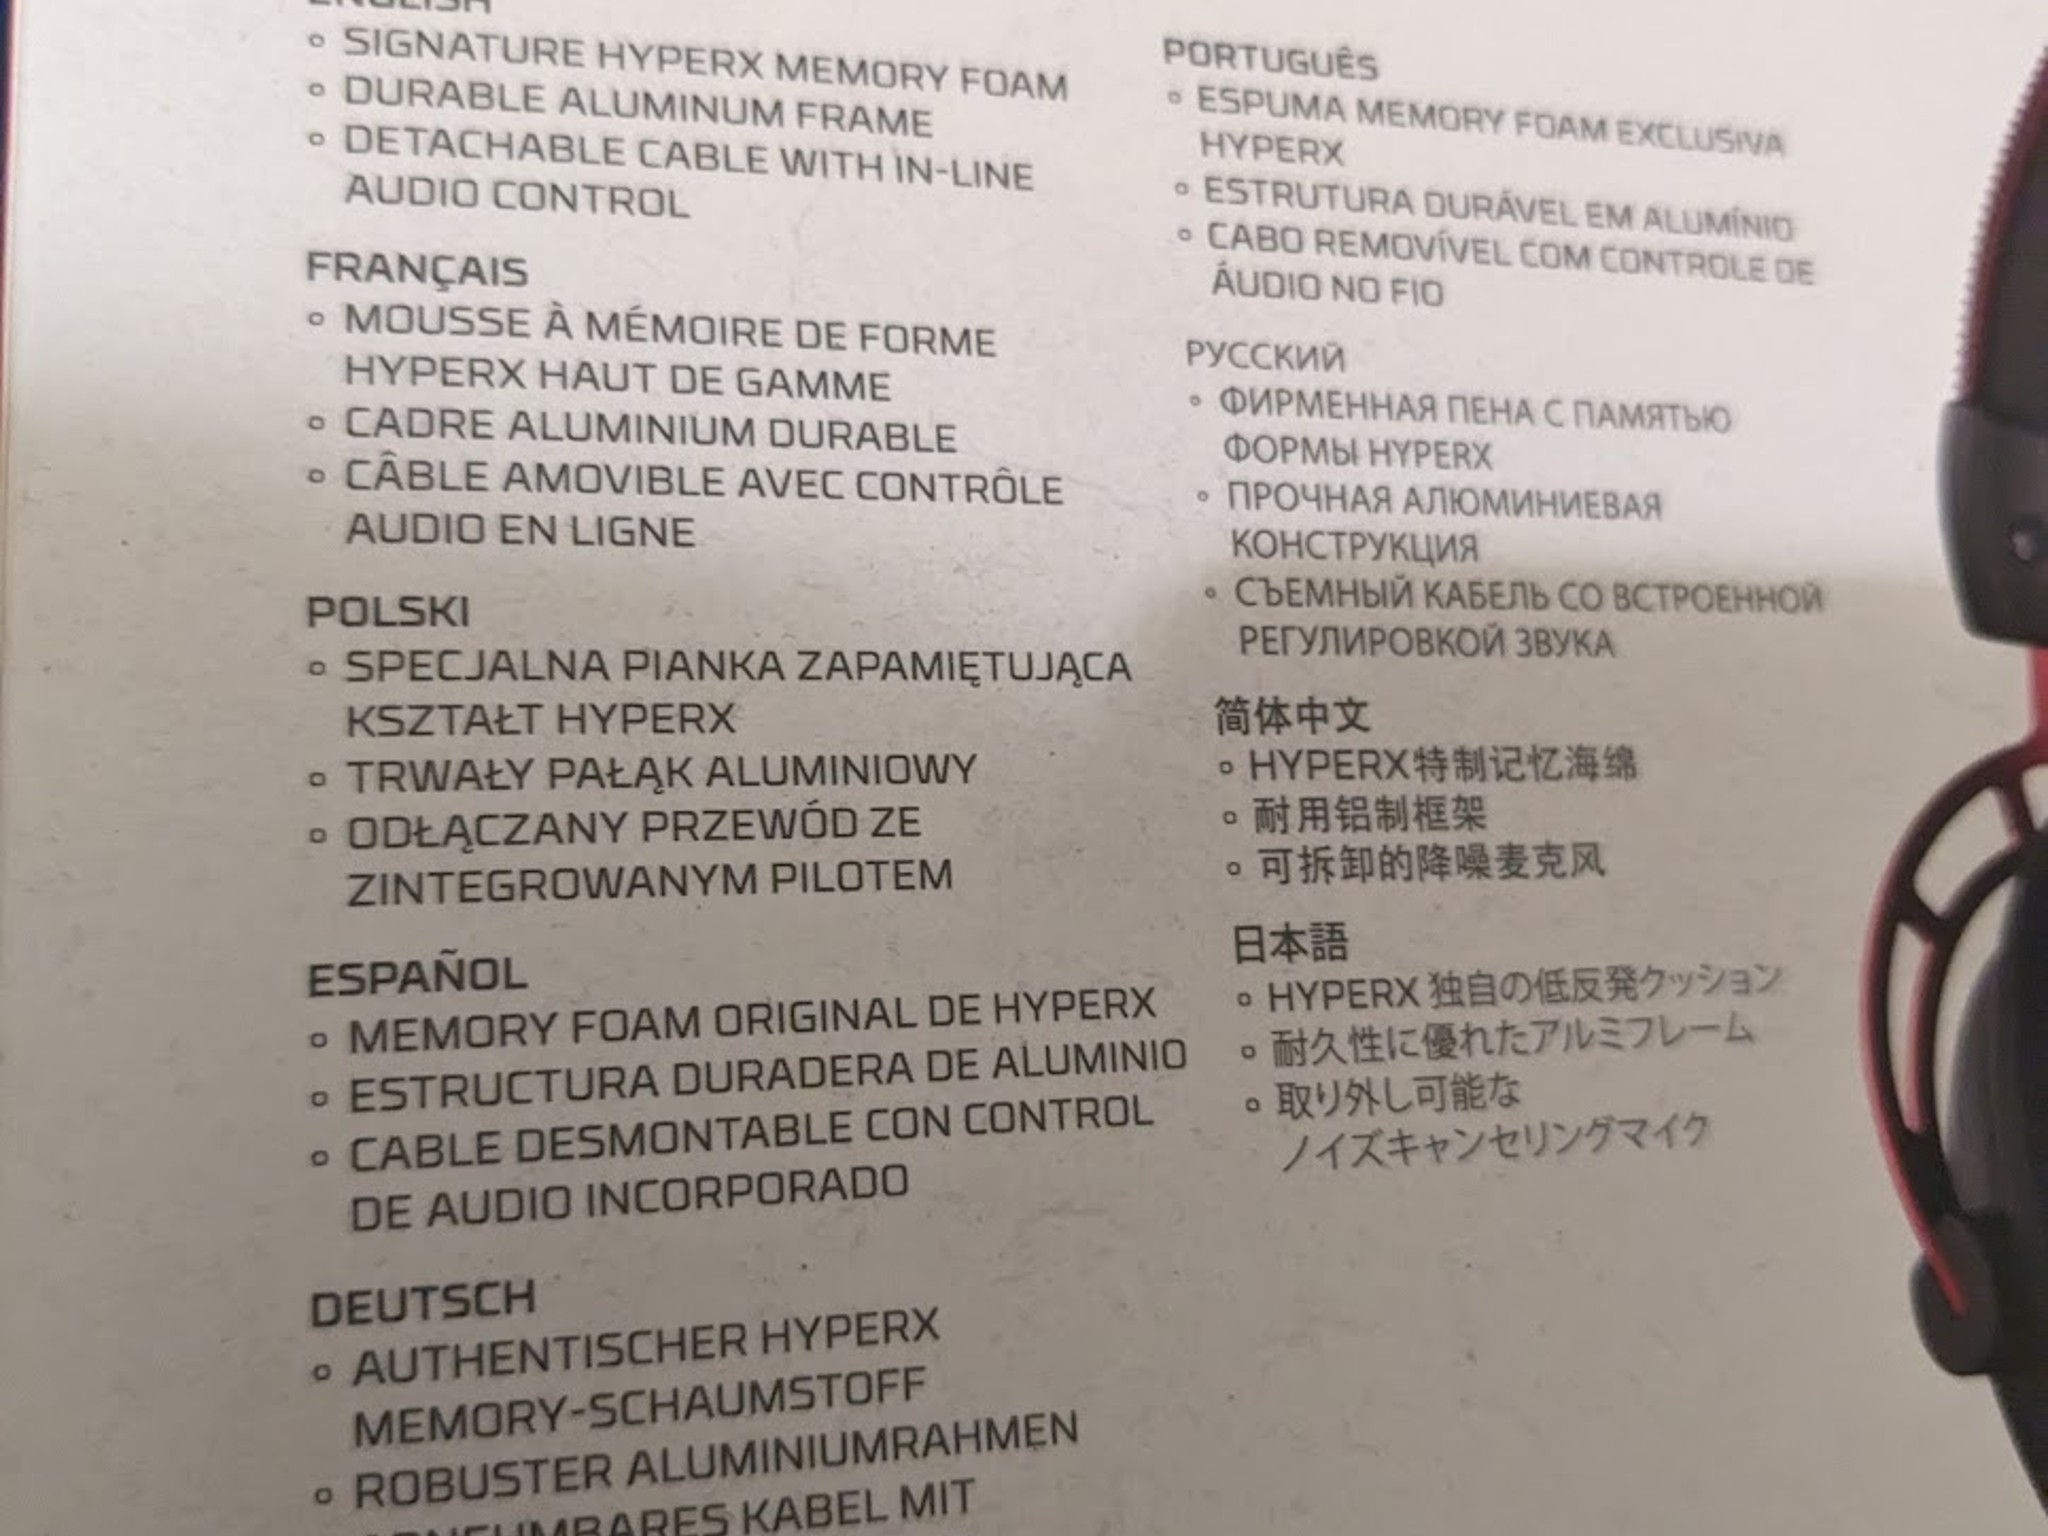 ENGLISH
◦ SIGNATURE HYPERX MEMORY FOAM
◦ DURABLE ALUMINUM FRAME
◦ DETACHABLE CABLE WITH IN-LINE
AUDIO CONTROL
FRANÇAIS
◦ MOUSSE À MÉMOIRE DE FORME
HYPERX HAUT DE GAMME
◦ CADRE ALUMINIUM DURABLE
◦ CÂBLE AMOVIBLE AVEC CONTRÔLE
AUDIO EN LIGNE
POLSKI
◦ SPECJALNA PIANKA ZAPAMIĘTUJĄCA
KSZTAŁT HYPERX
◦ TRWAŁY PAŁĄK ALUMINIOWY
◦ ODŁĄCZANY PRZEWÓD ZE
ZINTEGROWANYM PILOTEM
ESPAÑOL
◦ MEMORY FOAM ORIGINAL DE HYPERX
◦ ESTRUCTURA DURADERA DE ALUMINIO
◦ CABLE DESMONTABLE CON CONTROL
DE AUDIO INCORPORADO
DEUTSCH
◦ AUTHENTISCHER HYPERX
MEMORY-SCHAUMSTOFF
◦ ROBUSTER ALUMINIUMRAHMEN
KABEL MIT
PORTUGUÊS
◦ ESPUMA MEMORY FOAM EXCLUSIVA
HYPERX
◦ ESTRUTURA DURÁVEL EM ALUMÍNIO
◦ CABO REMOVÍVEL COM CONTROLE DE
ÁUDIO NO FIO
РУССКИЙ
◦ ФИРМЕННАЯ ПЕНА С ПАМЯТЬЮ
ФОРМЫ HYPERX
◦ ПРОЧНАЯ АЛЮМИНИЕВАЯ
КОНСТРУКЦИЯ
◦ СЪЕМНЫЙ КАБЕЛЬ СО ВСТРОЕННОЙ
РЕГУЛИРОВКОЙ ЗВУКА
简体中文
◦ HYPERX特制记忆海绵
◦ 耐用铝制框架
◦ 可拆卸的降噪麦克风
日本語
◦ HYPERX 独自の低反発クッション
◦ 耐久性に優れたアルミフレーム
◦ 取り外し可能な
ノイズキャンセリングマイク